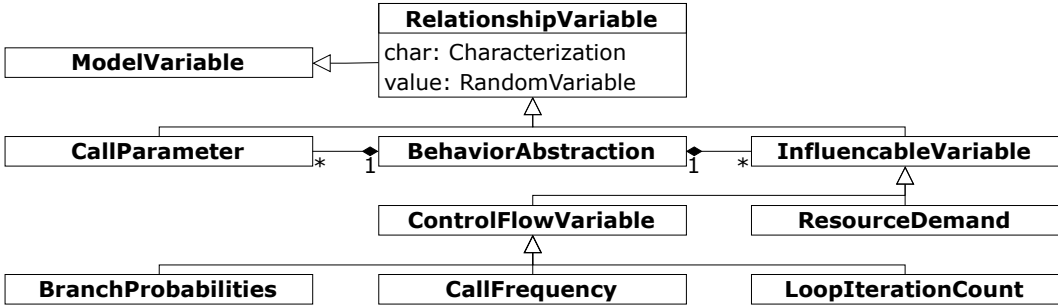 RelationshipVariable
char: Characterization
value: RandomVariable
ModelVariable
CallParameter
* 1
BehaviorAbstraction
1 *
InfluencableVariable
ControlFlowVariable
ResourceDemand
BranchProbabilities
CallFrequency
LoopIterationCount